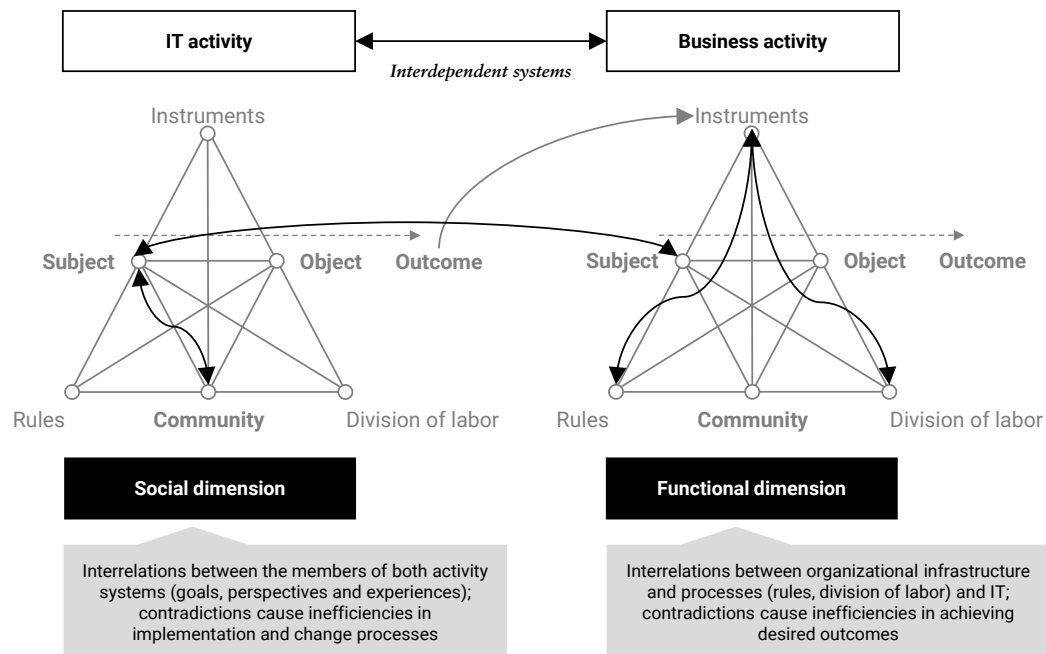 IT activity
Business activity
Interdependent systems
Instruments
Instruments
Subject
Object
Outcome
Subject
Object
Outcome
Rules
Community
Division of labor
Rules
Community
Division of labor
Social dimension
Functional dimension
Interrelations between the members of both activity
systems (goals, perspectives and experiences);
contradictions cause inefficiencies in
implementation and change processes
Interrelations between organizational infrastructure
and processes (rules, division of labor) and IT;
contradictions cause inefficiencies in achieving
desired outcomes